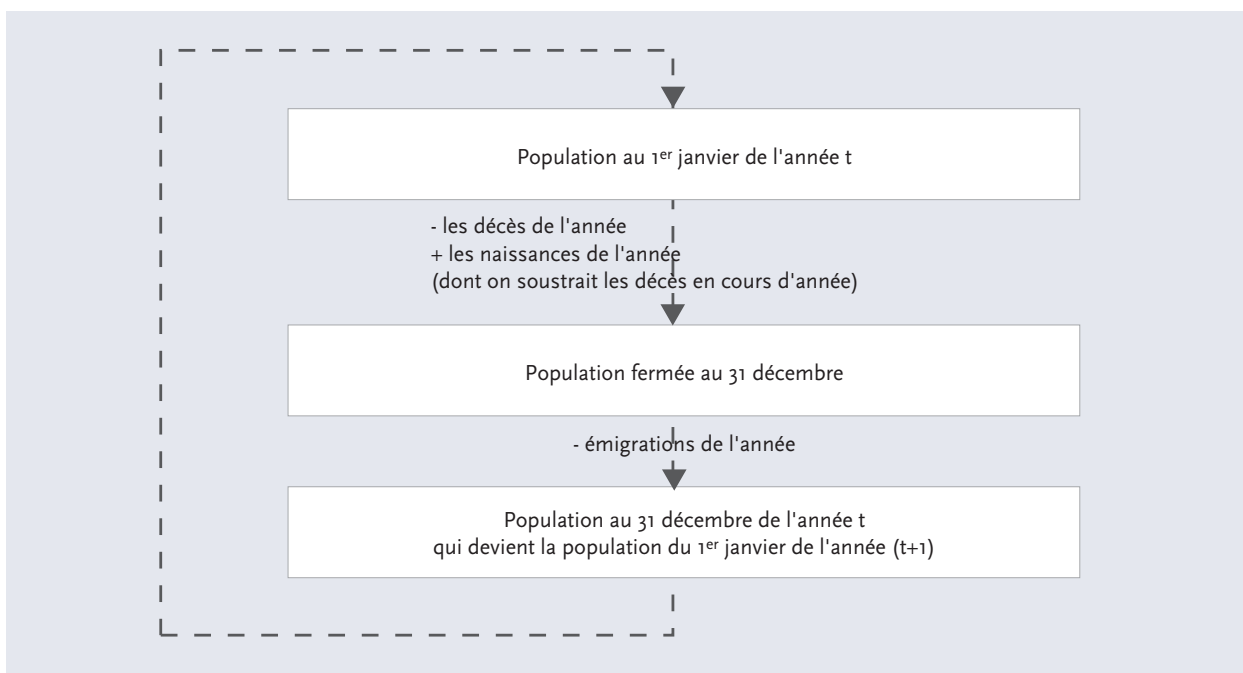 Population au 1er janvier de l'année t
- les décès de l'année
+ les naissances de l'année
(dont on soustrait les décès en cours d'année)
Population fermée au 31 décembre
- émigrations de l'année
Population au 31 décembre de l'année t
qui devient la population du 1er janvier de l'année (t+1)